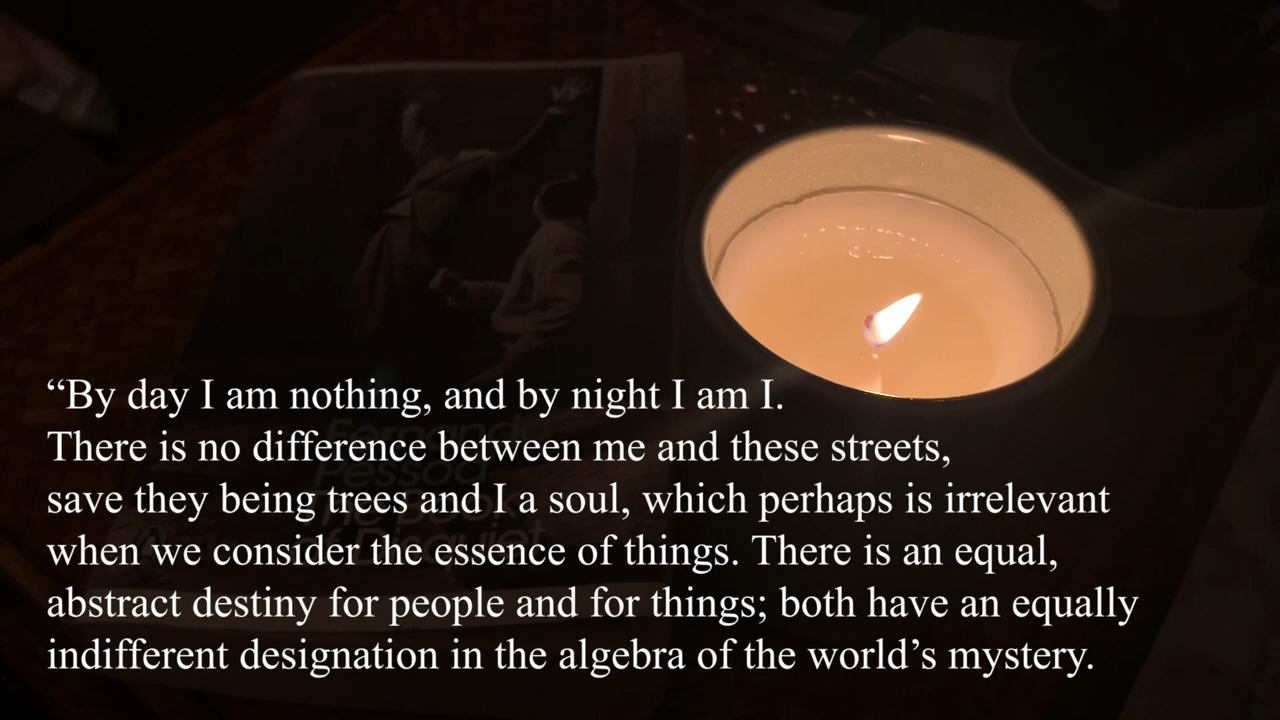 “By day I am nothing, and by night I am I.
There is no difference between me and these streets,
save they being trees and I a soul, which perhaps is irrelevant
when we consider the essence of things. There is an equal,
abstract destiny for people and for things; both have an equally
indifferent designation in the algebra of the world’s mystery.